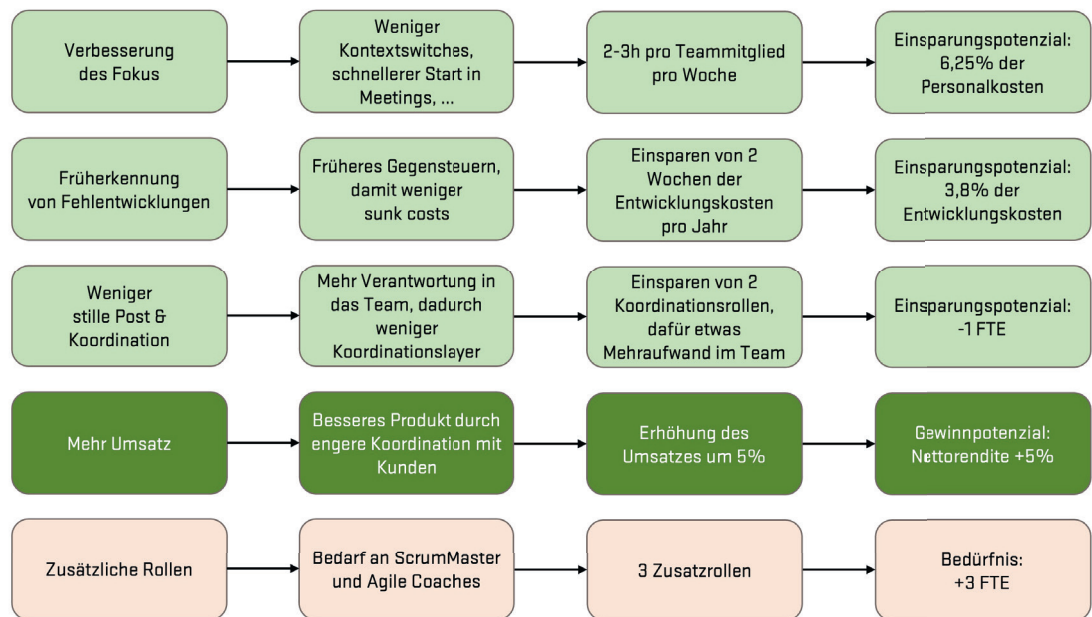 Verbesserung
des Fokus
Weniger
Kontextswitches,
schnellerer Start in
Meetings, ...
2-3h pro Teammitglied
pro Woche
Einsparungspotenzial:
6,25% der
Personalkosten
Früherkennung
von Fehlentwicklungen
Früheres Gegensteuern,
damit weniger
sunk costs
Einsparen von 2
Wochen der
Entwicklungskosten
pro Jahr
Einsparungspotenzial:
3,8% der
Entwicklungskosten
Weniger
stille Post &
Koordination
Mehr Verantwortung in
das Team, dadurch
weniger
Koordinationslayer
Einsparen von 2
Koordinationsrollen,
dafür etwas
Mehraufwand im Team
Einsparungspotenzial:
-1 FTE
Mehr Umsatz
Besseres Produkt durch
engere Koordination mit
Kunden
Erhöhung des
Umsatzes um 5%
Gewinnpotenzial:
Nettorendite +5%
Zusätzliche Rollen
Bedarf an ScrumMaster
und Agile Coaches
3 Zusatzrollen
Bedürfnis:
+3 FTE